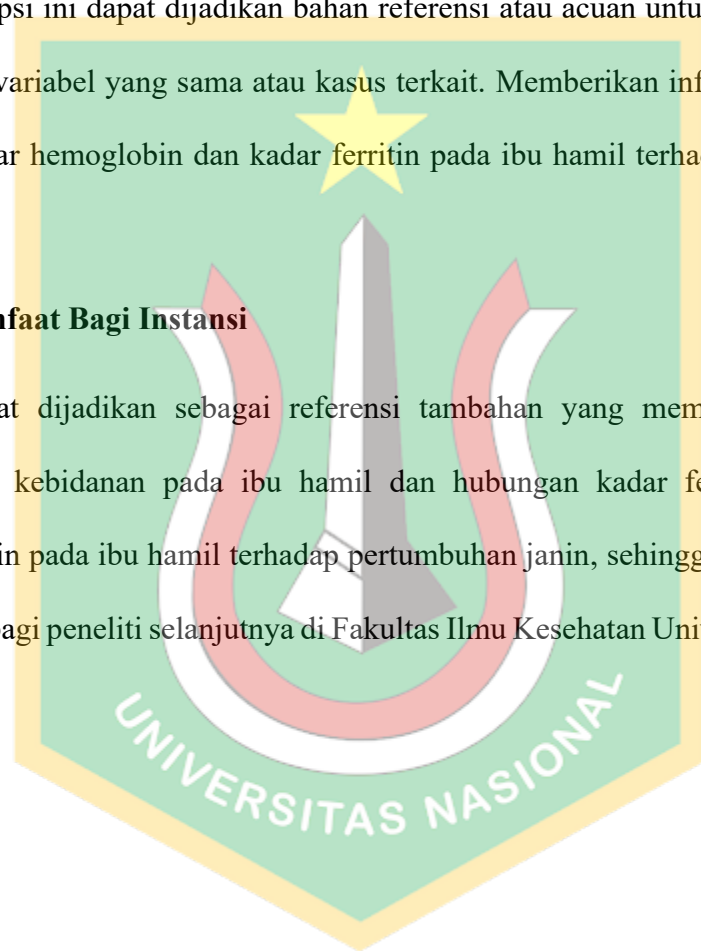 psi ini dapat dijadikan bahan referensi atau acuan untu
variabel yang sama atau kasus terkait. Memberikan inf
ar hemoglobin dan kadar ferritin pada ibu hamil terha
nfaat Bagi Instansi
at dijadikan sebagai referensi tambahan yang mem
kebidanan pada ibu hamil dan hubungan kadar fe
in pada ibu hamil terhadap pertumbuhan janin, sehingg
bagi peneliti selanjutnya di Fakultas Ilmu Kesehatan Univ
UNIVERSITAS NASIONAL